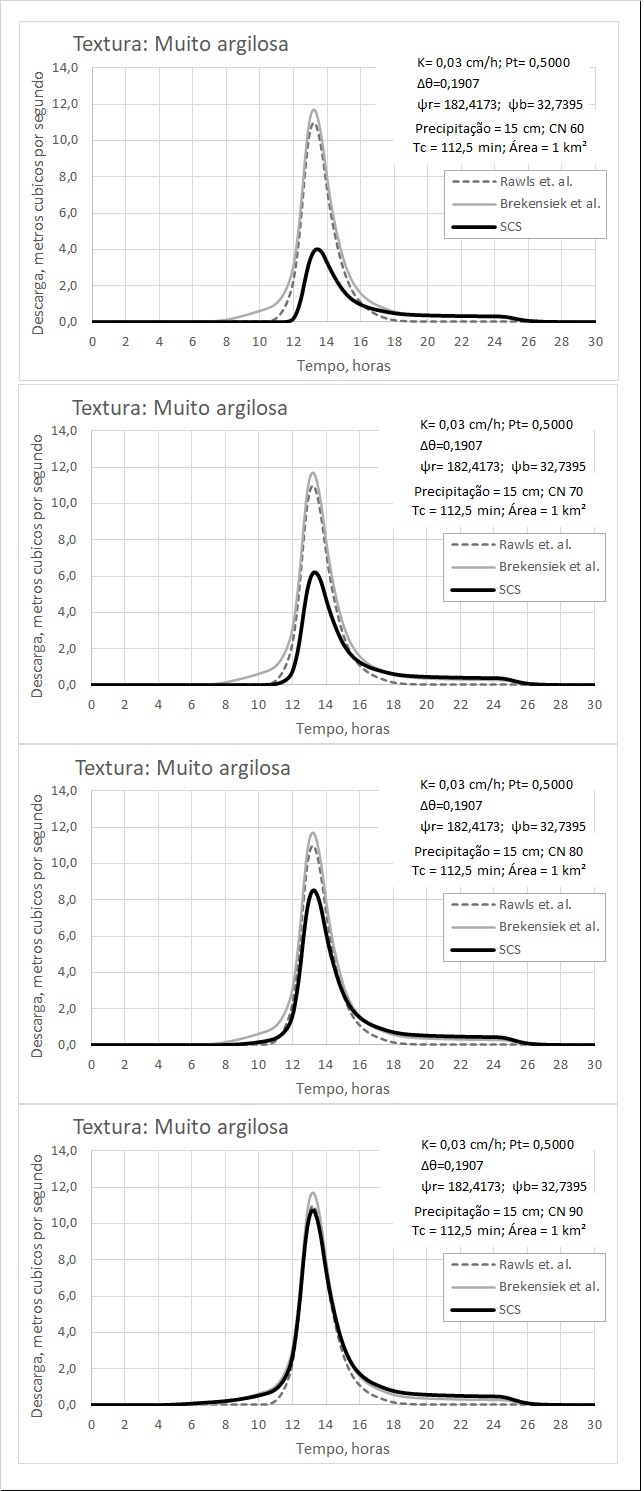 Textura: Muito argilosa
K= 0,03 cm/h; Pt= 0,5000
Δθ=0,1907
ψr= 182,4173; ψb= 32,7395
Precipitação = 15 cm; CN 60
Tc = 112,5 min; Área = 1 km²
Rawls et. al.
Brekensiek et al.
SCS
Descarga, metros cubicos por segundo
14,0
12,0
10,0
8,0
6,0
4,0
2,0
0,0
0 2 4 6 8 10 12 14 16 18 20 22 24 26 28 30
Tempo, horas
Textura: Muito argilosa
K= 0,03 cm/h; Pt= 0,5000
Δθ=0,1907
ψr= 182,4173; ψb= 32,7395
Precipitação = 15 cm; CN 70
Tc = 112,5 min; Área = 1 km²
Rawls et. al.
Brekensiek et al.
SCS
Descarga, metros cubicos por segundo
14,0
12,0
10,0
8,0
6,0
4,0
2,0
0,0
0 2 4 6 8 10 12 14 16 18 20 22 24 26 28 30
Tempo, horas
Textura: Muito argilosa
K= 0,03 cm/h; Pt= 0,5000
Δθ=0,1907
ψr= 182,4173; ψb= 32,7395
Precipitação = 15 cm; CN 80
Tc = 112,5 min; Área = 1 km²
Rawls et. al.
Brekensiek et al.
SCS
Descarga, metros cubicos por segundo
14,0
12,0
10,0
8,0
6,0
4,0
2,0
0,0
0 2 4 6 8 10 12 14 16 18 20 22 24 26 28 30
Tempo, horas
Textura: Muito argilosa
K= 0,03 cm/h; Pt= 0,5000
Δθ=0,1907
ψr= 182,4173; ψb= 32,7395
Precipitação = 15 cm; CN 90
Tc = 112,5 min; Área = 1 km²
Rawls et. al.
Brekensiek et al.
SCS
Descarga, metros cubicos por segundo
14,0
12,0
10,0
8,0
6,0
4,0
2,0
0,0
0 2 4 6 8 10 12 14 16 18 20 22 24 26 28 30
Tempo, horas